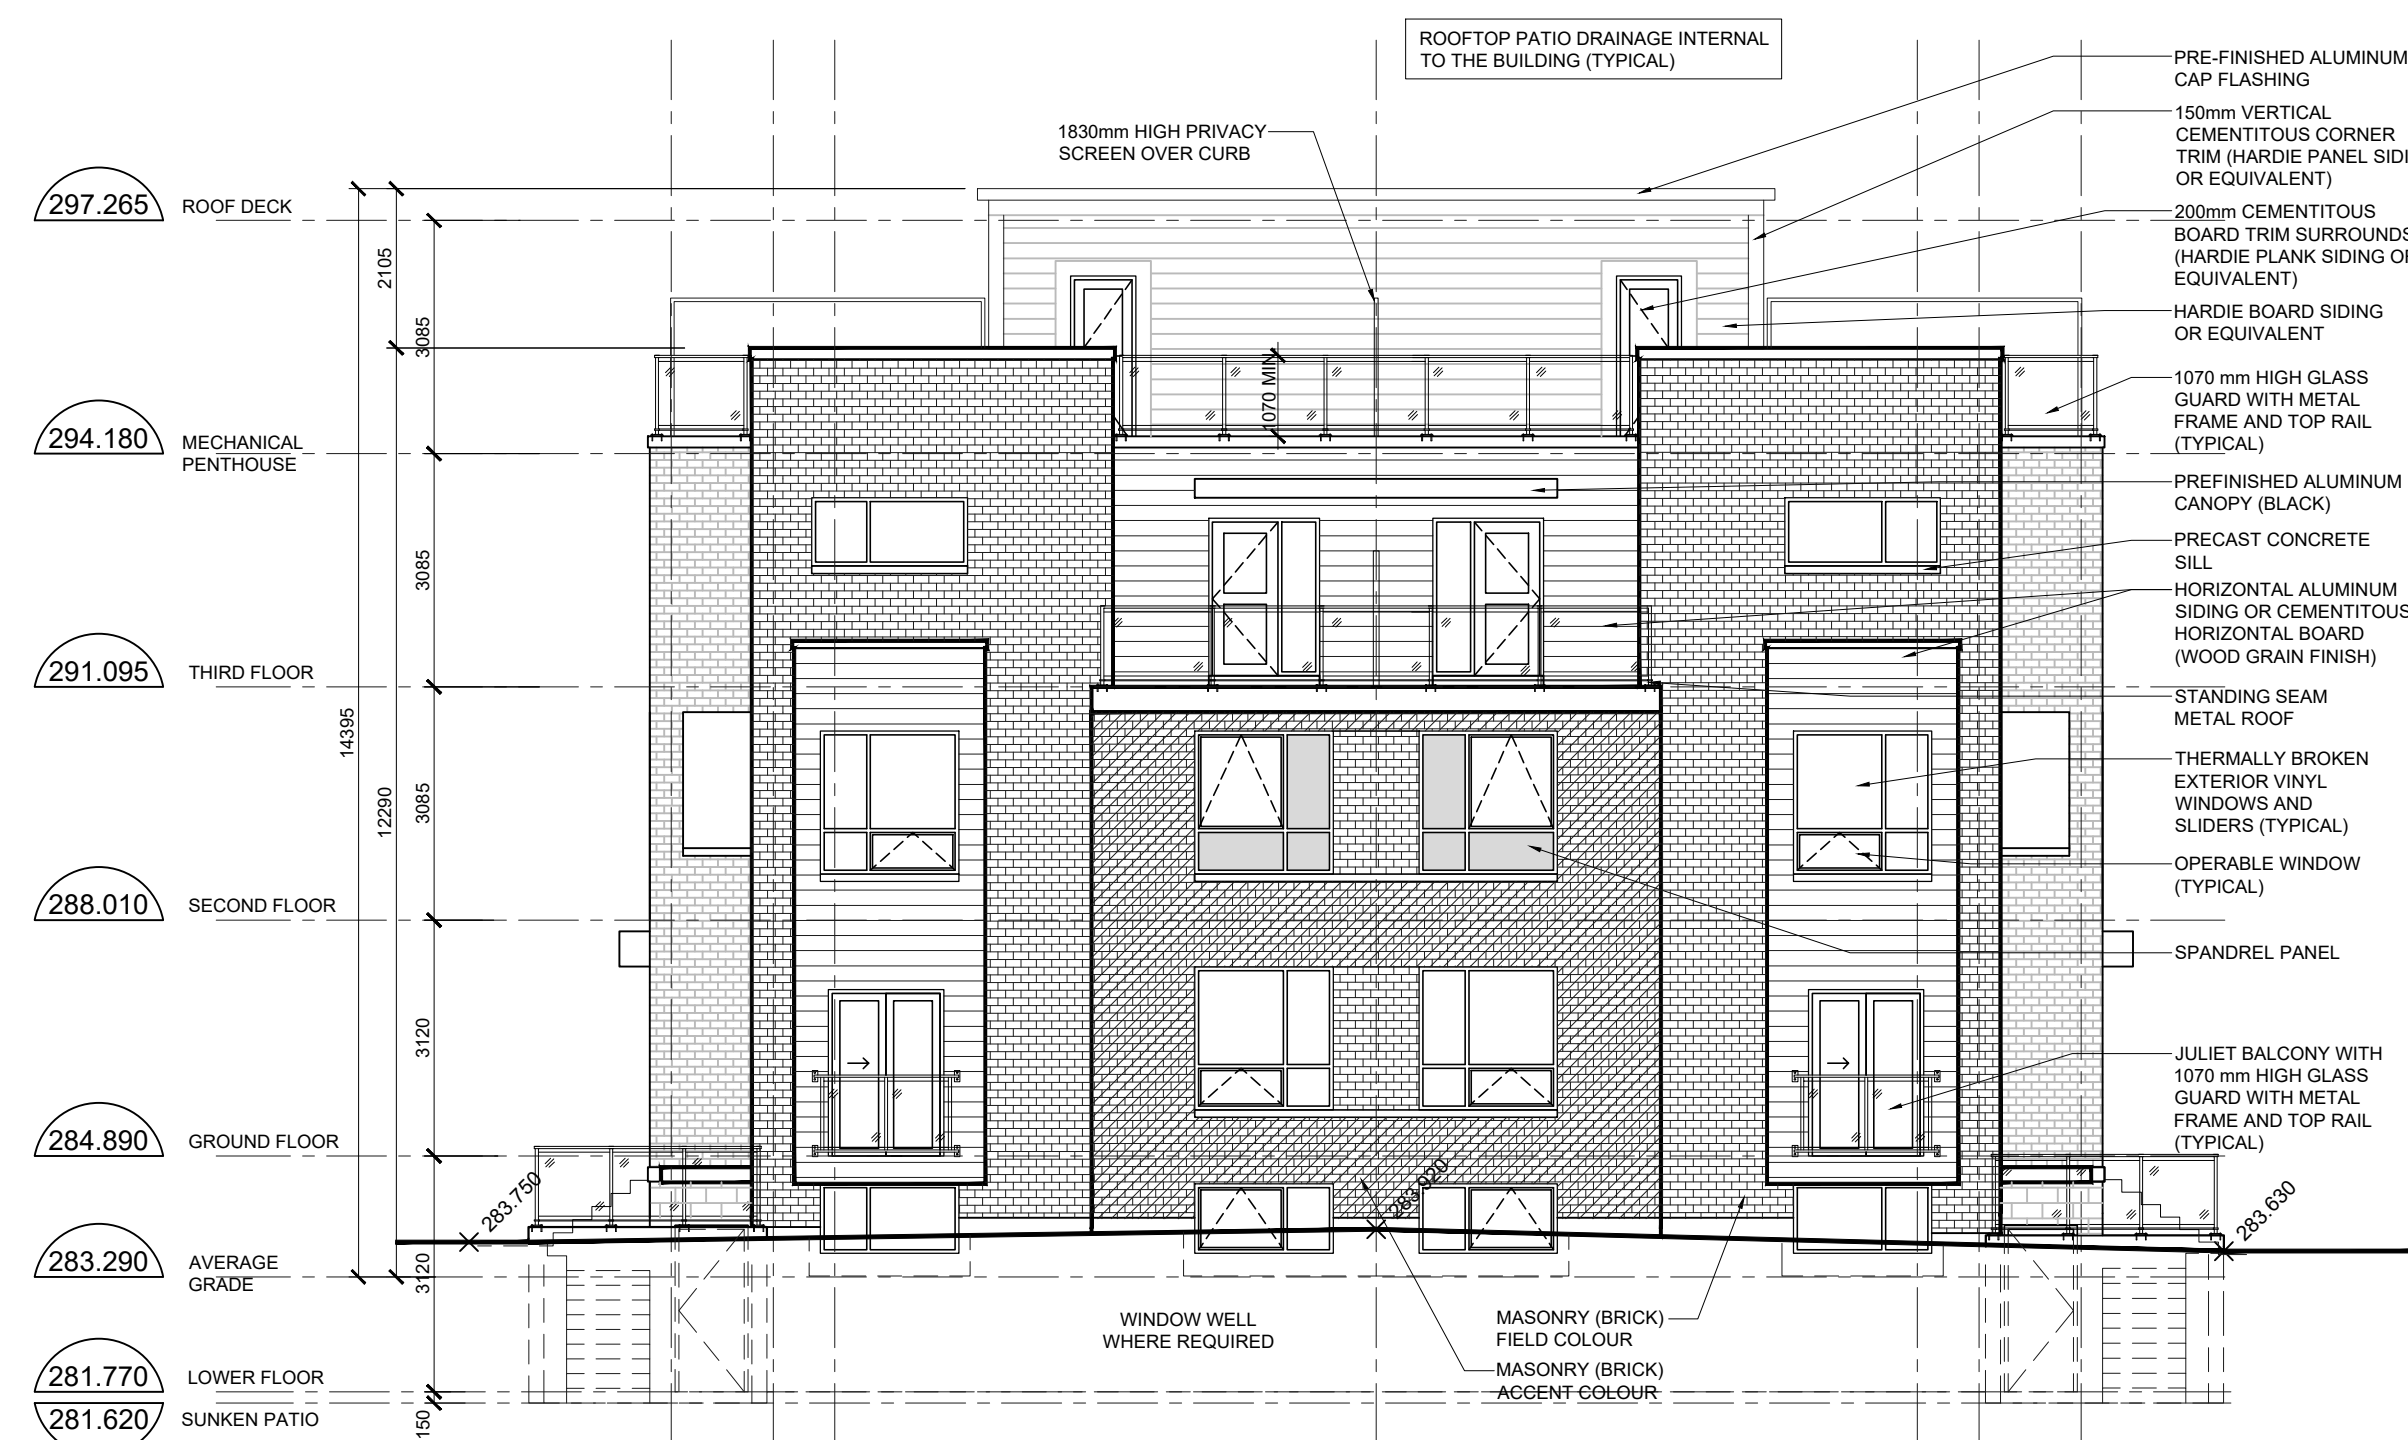 ROOFTOP PATIO DRAINAGE INTERNAL
TO THE BUILDING (TYPICAL)
1830mm HIGH PRIVACY
SCREEN OVER CURB
PRE-FINISHED ALUMINUM
CAP FLASHING
150mm VERTICAL
CEMENTITOUS CORNER
TRIM (HARDIE PANEL SIDI
OR EQUIVALENT)
200mm CEMENTITOUS
BOARD TRIM SURROUNDS
(HARDIE PLANK SIDING OR
EQUIVALENT)
HARDIE BOARD SIDING
OR EQUIVALENT
1070 mm HIGH GLASS
GUARD WITH METAL
FRAME AND TOP RAIL
(TYPICAL)
PREFINISHED ALUMINUM
CANOPY (BLACK)
PRECAST CONCRETE
SILL
HORIZONTAL ALUMINUM
SIDING OR CEMENTITOUS
HORIZONTAL BOARD
(WOOD GRAIN FINISH)
STANDING SEAM
METAL ROOF
THERMALLY BROKEN
EXTERIOR VINYL
WINDOWS AND
SLIDERS (TYPICAL)
OPERABLE WINDOW
(TYPICAL)
SPANDREL PANEL
JULIET BALCONY WITH
1070 mm HIGH GLASS
GUARD WITH METAL
FRAME AND TOP RAIL
(TYPICAL)
297.265 ROOF DECK
294.180 MECHANICAL
PENTHOUSE
291.095 THIRD FLOOR
288.010 SECOND FLOOR
284.890 GROUND FLOOR
283.290 AVERAGE
GRADE
281.770 LOWER FLOOR
281.620 SUNKEN PATIO
14395
2105
12290
3085
3085
3085
3120
3120
150
1070 MIN
283.750
283.920
283.630
WINDOW WELL
WHERE REQUIRED
MASONRY (BRICK)
FIELD COLOUR
MASONRY (BRICK)
ACCENT COLOUR